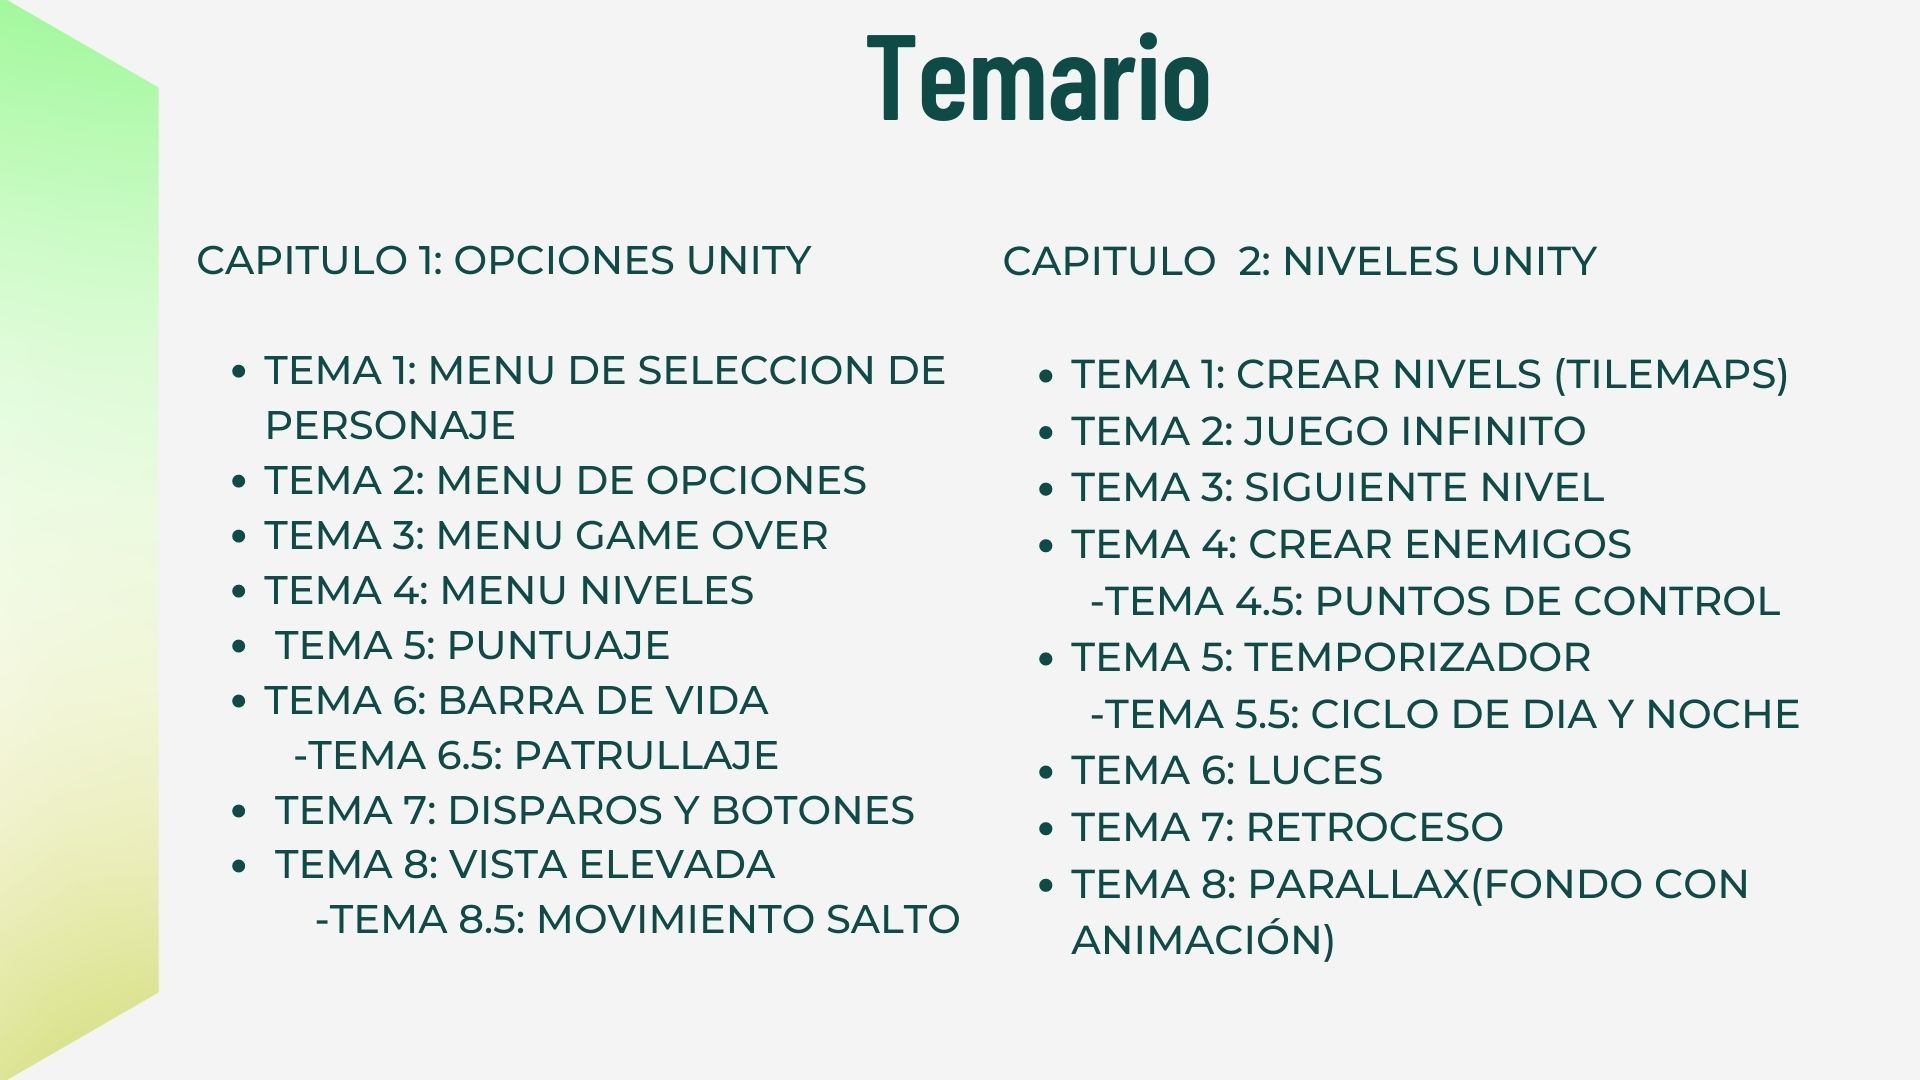 Temario
CAPITULO 1: OPCIONES UNITY
• TEMA 1: MENU DE SELECCION DE
PERSONAJE
• TEMA 2: MENU DE OPCIONES
• TEMA 3: MENU GAME OVER
• TEMA 4: MENU NIVELES
• TEMA 5: PUNTUAJE
• TEMA 6: BARRA DE VIDA
-TEMA 6.5: PATRULLAJE
• TEMA 7: DISPAROS Y BOTONES
• TEMA 8: VISTA ELEVADA
-TEMA 8.5: MOVIMIENTO SALTO
CAPITULO 2: NIVELES UNITY
• TEMA 1: CREAR NIVELS (TILEMAPS)
• TEMA 2: JUEGO INFINITO
• TEMA 3: SIGUIENTE NIVEL
• TEMA 4: CREAR ENEMIGOS
-TEMA 4.5: PUNTOS DE CONTROL
• TEMA 5: TEMPORIZADOR
-TEMA 5.5: CICLO DE DIA Y NOCHE
• TEMA 6: LUCES
• TEMA 7: RETROCESO
• TEMA 8: PARALLAX(FONDO CON
ANIMACIÓN)